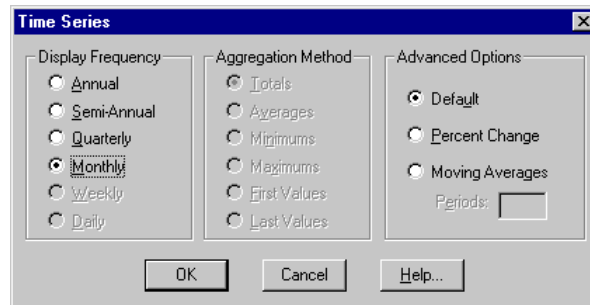 Time Series
Display Frequency
Annual
Semi-Annual
Quarterly
Monthly
Weekly
Daily
Aggregation Method
Totals
Averages
Minimums
Maximums
First Values
Last Values
Advanced Options
Default
Percent Change
Moving Averages
Periods:
OK
Cancel
Help...